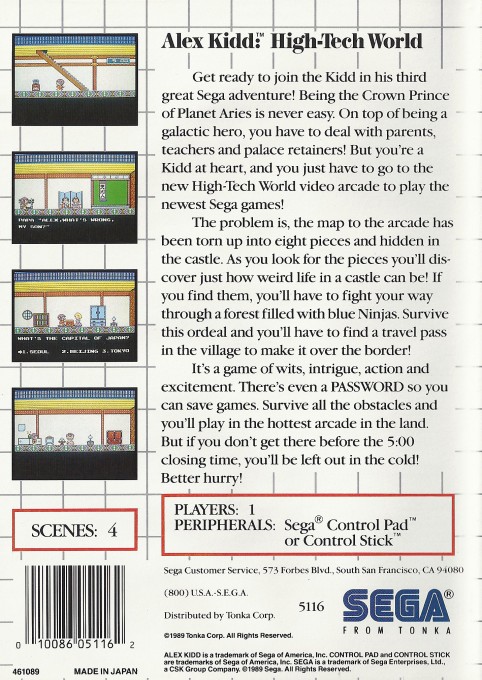 Alex Kidd:™ High-Tech World
Get ready to join the Kidd in his third
great Sega adventure! Being the Crown Prince
of Planet Aries is never easy. On top of being a
galactic hero, you have to deal with parents,
teachers and palace retainers! But you're a
Kidd at heart, and you just have to go to the
new High-Tech World video arcade to play the
newest Sega games!
The problem is, the map to the arcade has
been torn up into eight pieces and hidden in
the castle. As you look for the pieces you'll dis-
cover just how weird life in a castle can be! If
you find them, you'll have to fight your way
through a forest filled with blue Ninjas. Survive
this ordeal and you'll have to find a travel pass
in the village to make it over the border!
It's a game of wits, intrigue, action and
excitement. There's even a PASSWORD so you
can save games. Survive all the obstacles and
you'll play in the hottest arcade in the land.
But if you don't get there before the 5:00
closing time, you'll be left out in the cold!
Better hurry!
PAPA "ALEX,WHAT'S WRONG,
MY SON?"
WHAT'S THE CAPITAL OF JAPAN?
1.SEOUL 2.BEIJING 3.TOKYO
SCENES: 4
PLAYERS: 1
PERIPHERALS: Sega® Control Pad™
or Control Stick™
Sega Customer Service, 573 Forbes Blvd., South San Francisco, CA 94080
(800) U.S.A.-S.E.G.A.
Distributed by Tonka Corp.
5116
SEGA®
FROM TONKA
©1989 Tonka Corp. All Rights Reserved.
ALEX KIDD is a trademark of Sega of America, Inc. CONTROL PAD and CONTROL STICK
are trademarks of Sega of America, Inc. SEGA is a trademark of Sega Enterprises, Ltd.,
a CSK Group Company. ©1989 Sega. All Rights Reserved.
0 10086 05116 2
461089 MADE IN JAPAN